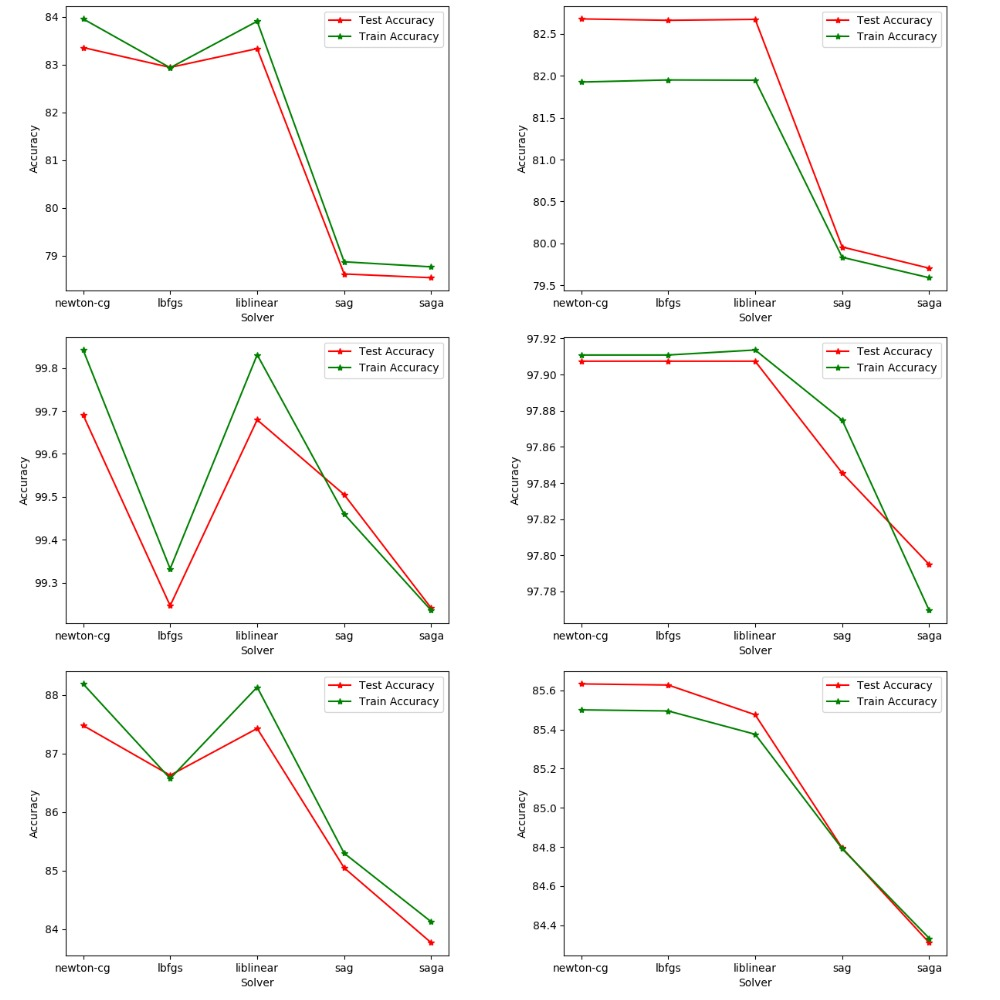 84
83
82
81
80
79
Accuracy
Test Accuracy
Train Accuracy
newton-cg lbfgs liblinear sag saga
Solver
82.5
82.0
81.5
81.0
80.5
80.0
79.5
Accuracy
Test Accuracy
Train Accuracy
newton-cg lbfgs liblinear sag saga
Solver
99.8
99.7
99.6
99.5
99.4
99.3
Accuracy
Test Accuracy
Train Accuracy
newton-cg lbfgs liblinear sag saga
Solver
97.92
97.90
97.88
97.86
97.84
97.82
97.80
97.78
Accuracy
Test Accuracy
Train Accuracy
newton-cg lbfgs liblinear sag saga
Solver
88
87
86
85
84
Accuracy
Test Accuracy
Train Accuracy
newton-cg lbfgs liblinear sag saga
Solver
85.6
85.4
85.2
85.0
84.8
84.6
84.4
Accuracy
Test Accuracy
Train Accuracy
newton-cg lbfgs liblinear sag saga
Solver